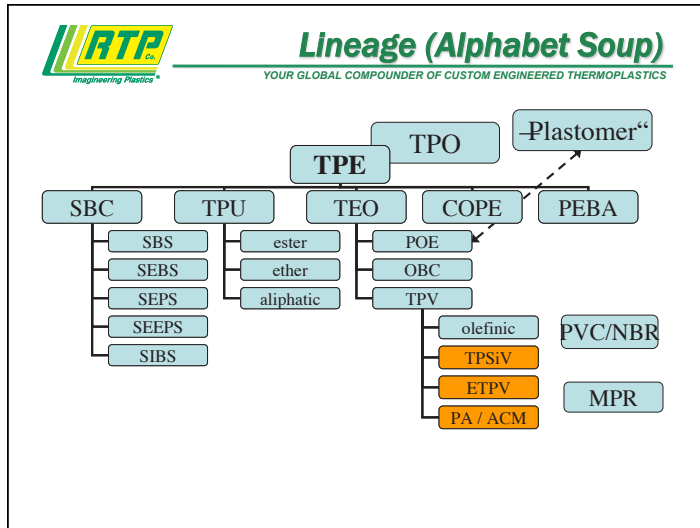 RTP
Co.
Imagineering Plastics®
Lineage (Alphabet Soup)
YOUR GLOBAL COMPOUNDER OF CUSTOM ENGINEERED THERMOPLASTICS
TPO
―Plastomer“
TPE
SBC
TPU
TEO
COPE
PEBA
SBS
SEBS
SEPS
SEEPS
SIBS
ester
ether
aliphatic
POE
OBC
TPV
olefinic
TPSiV
ETPV
PA / ACM
PVC/NBR
MPR